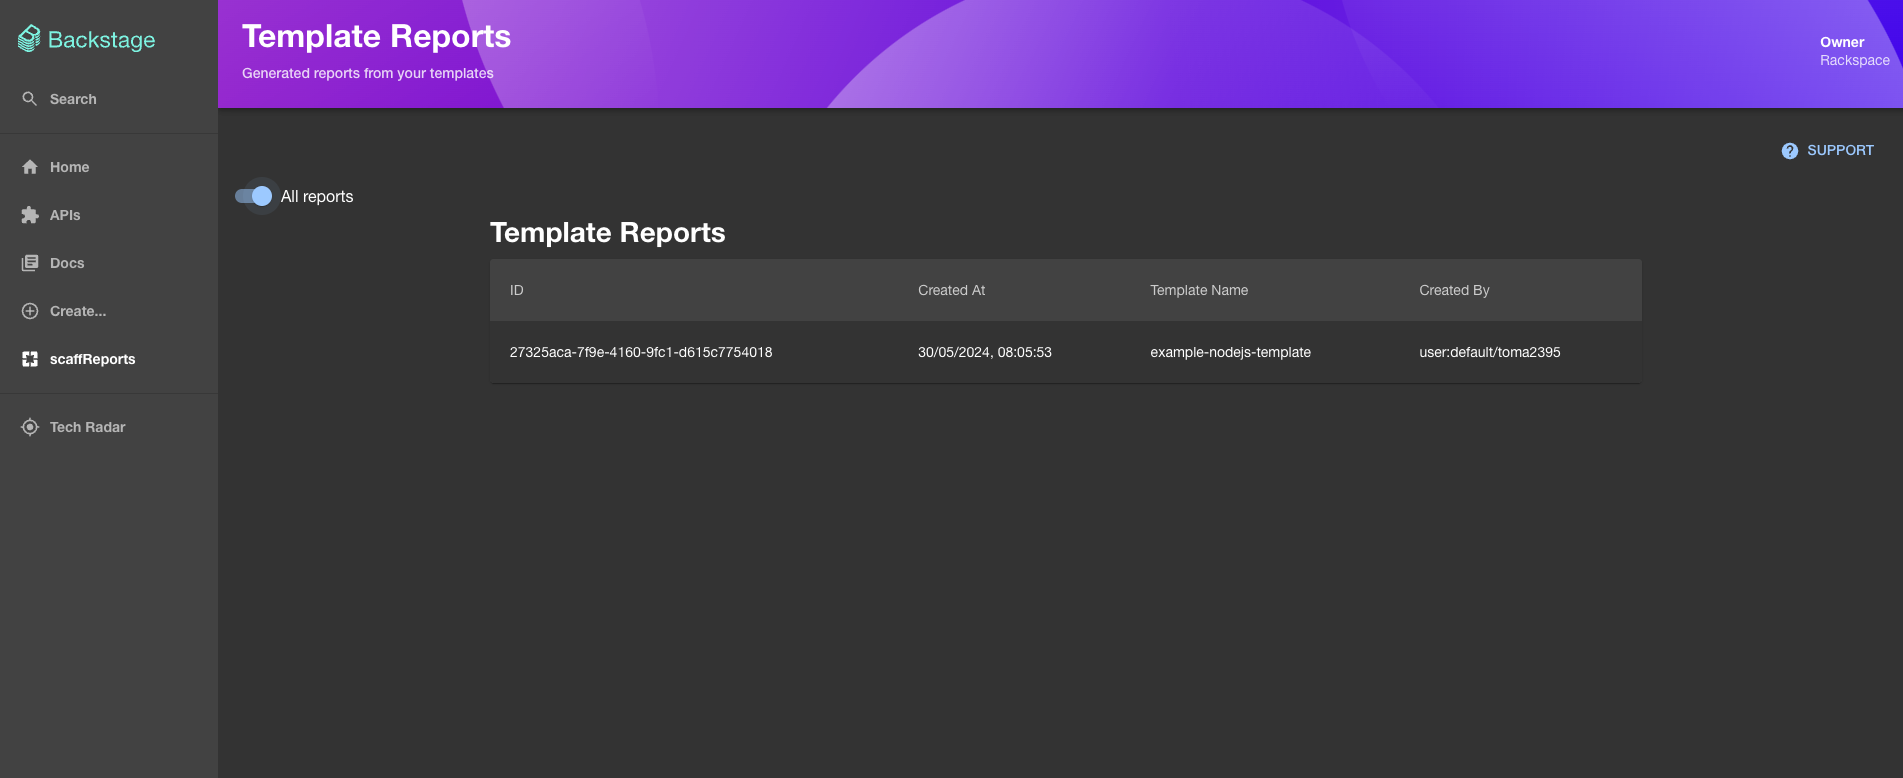 Backstage
Search
Home
APIs
Docs
Create...
scaffReports
Tech Radar
Template Reports
Generated reports from your templates
Owner
Rackspace
SUPPORT
All reports
Template Reports
ID Created At Template Name Created By
27325aca-7f9e-4160-9fc1-d615c7754018 30/05/2024, 08:05:53 example-nodejs-template user:default/toma2395